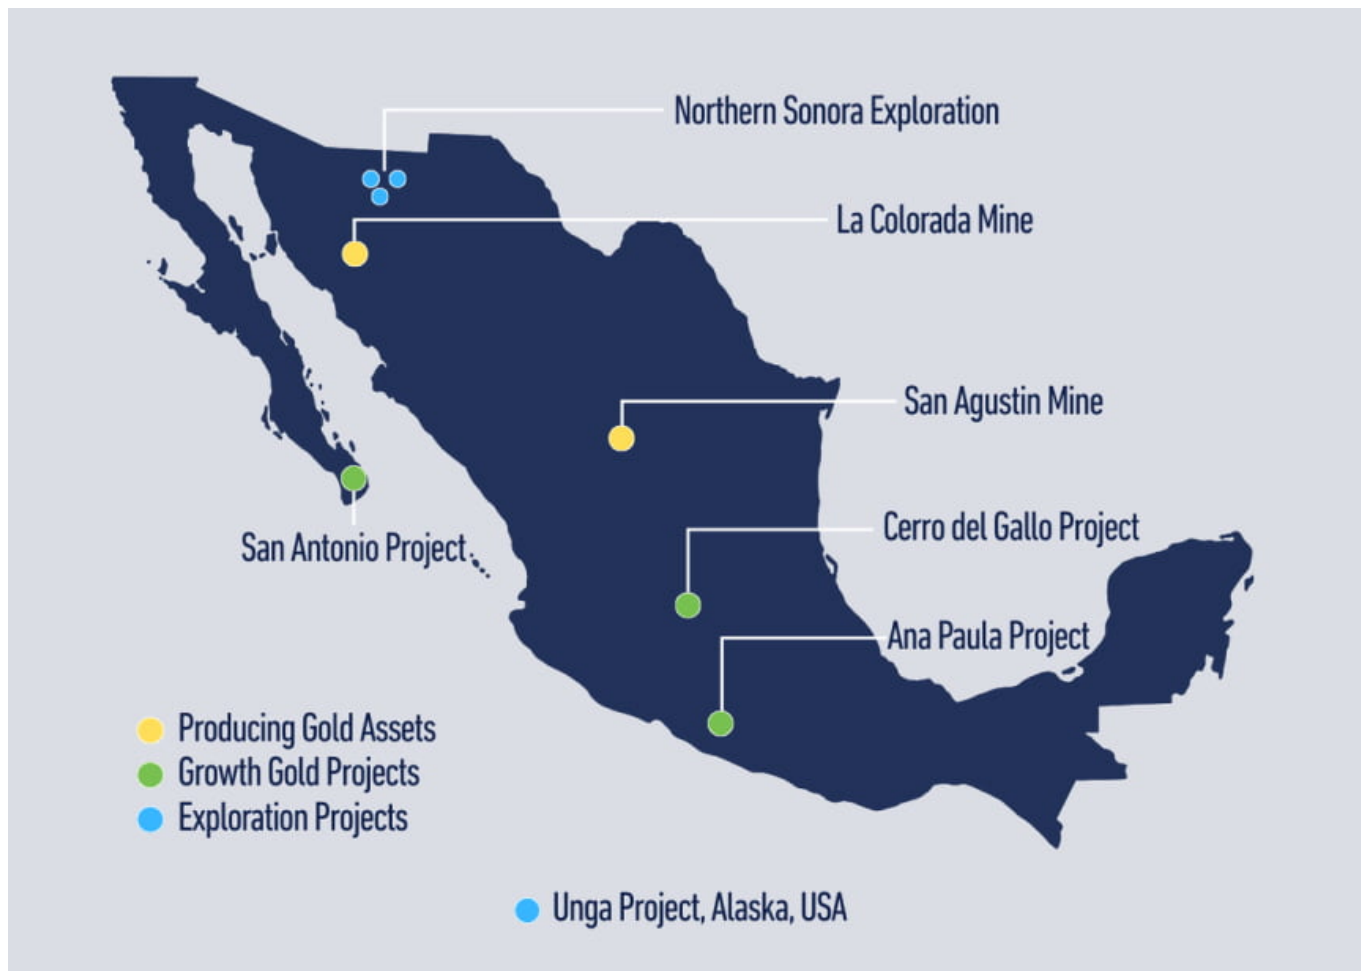 Northern Sonora Exploration
La Colorada Mine
San Agustin Mine
Cerro del Gallo Project
San Antonio Project
Ana Paula Project
Producing Gold Assets
Growth Gold Projects
Exploration Projects
Unga Project, Alaska, USA